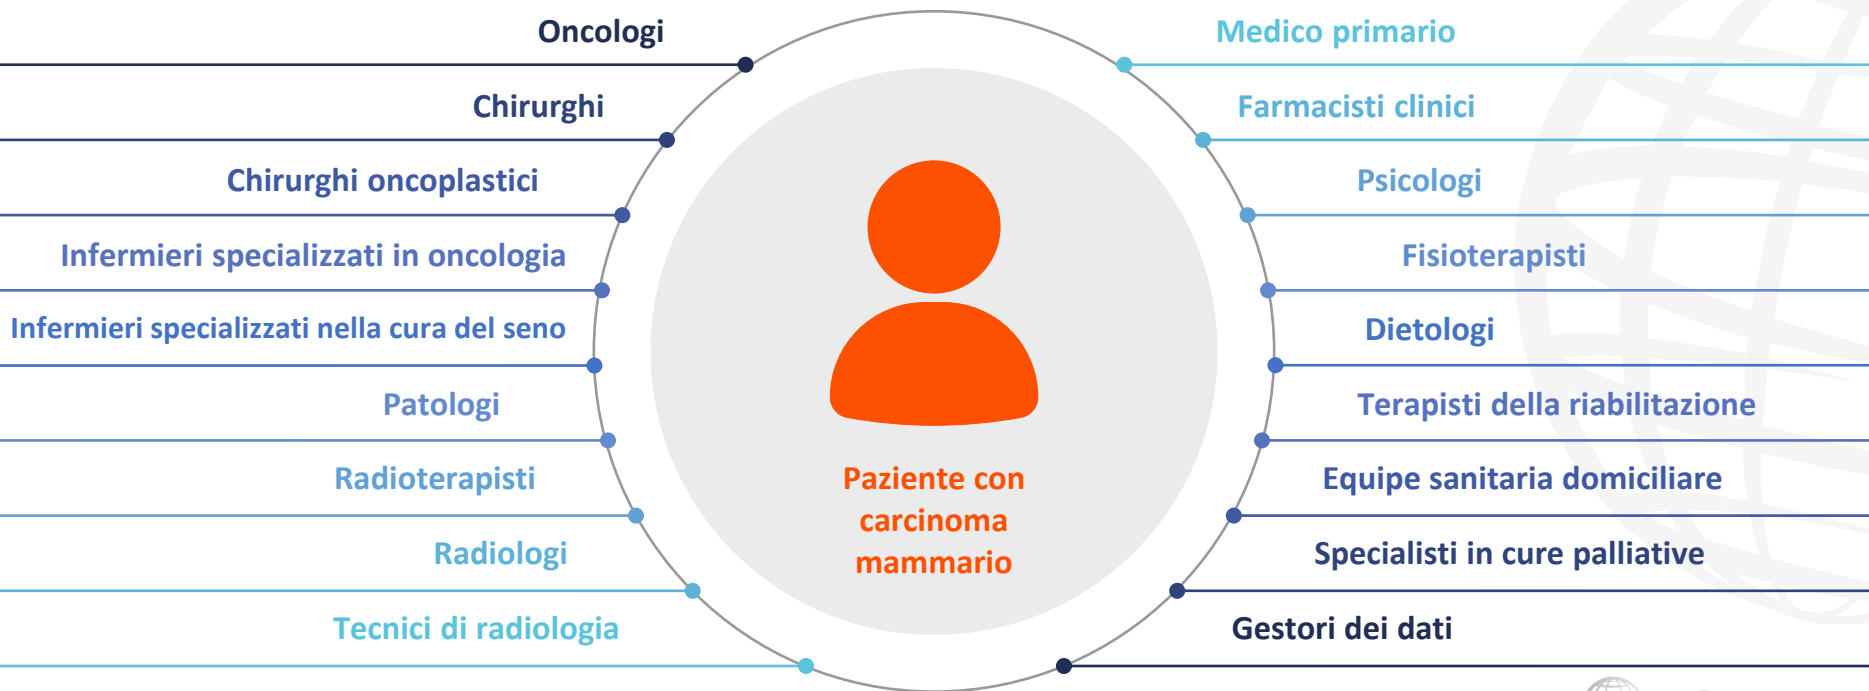 Oncologi
Chirurghi
Chirurghi oncoplastici
Infermieri specializzati in oncologia
Infermieri specializzati nella cura del seno
Patologi
Radioterapisti
Radiologi
Tecnici di radiologia
Paziente con
carcinoma
mammario
Medico primario
Farmacisti clinici
Psicologi
Fisioterapisti
Dietologi
Terapisti della riabilitazione
Equipe sanitaria domiciliare
Specialisti in cure palliative
Gestori dei dati